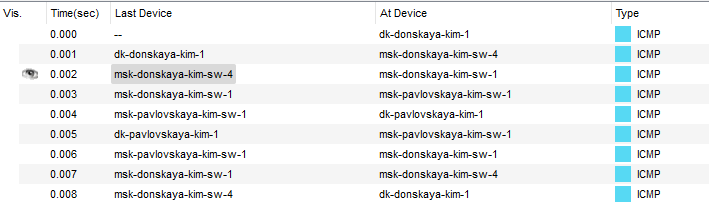 Vis. Time(sec) Last Device At Device Type
0.000 -- dk-donskaya-kim-1 ICMP
0.001 dk-donskaya-kim-1 msk-donskaya-kim-sw-4 ICMP
0.002 msk-donskaya-kim-sw-4 msk-donskaya-kim-sw-1 ICMP
0.003 msk-donskaya-kim-sw-1 msk-pavlovskaya-kim-sw-1 ICMP
0.004 msk-pavlovskaya-kim-sw-1 dk-pavlovskaya-kim-1 ICMP
0.005 dk-pavlovskaya-kim-1 msk-pavlovskaya-kim-sw-1 ICMP
0.006 msk-pavlovskaya-kim-sw-1 msk-donskaya-kim-sw-1 ICMP
0.007 msk-donskaya-kim-sw-1 msk-donskaya-kim-sw-4 ICMP
0.008 msk-donskaya-kim-sw-4 dk-donskaya-kim-1 ICMP